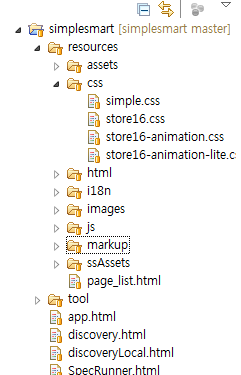 simplesmart [simplesmart master]
resources
assets
css
simple.css
store16.css
store16-animation.css
store16-animation-lite.c
html
i18n
images
js
markup
ssAssets
page_list.html
tool
app.html
discovery.html
discoveryLocal.html
SpecRunner.html